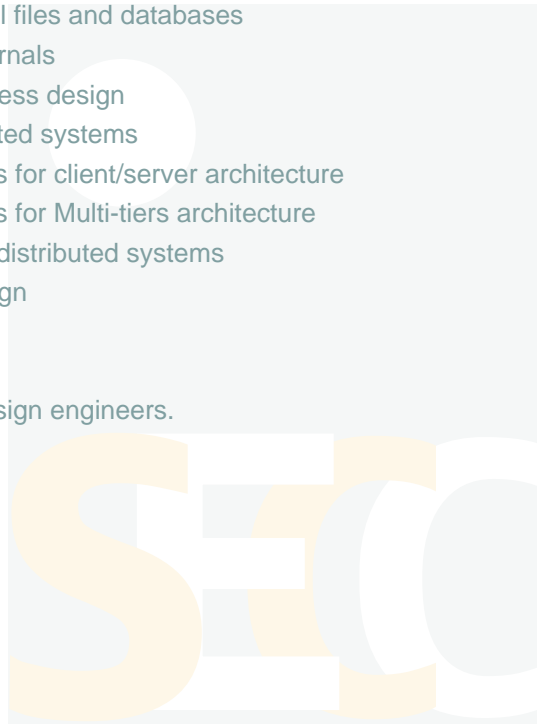 l files and databases
rnals
ess design
ted systems
s for client/server architecture
s for Multi-tiers architecture
distributed systems
gn
sign engineers.
SECC